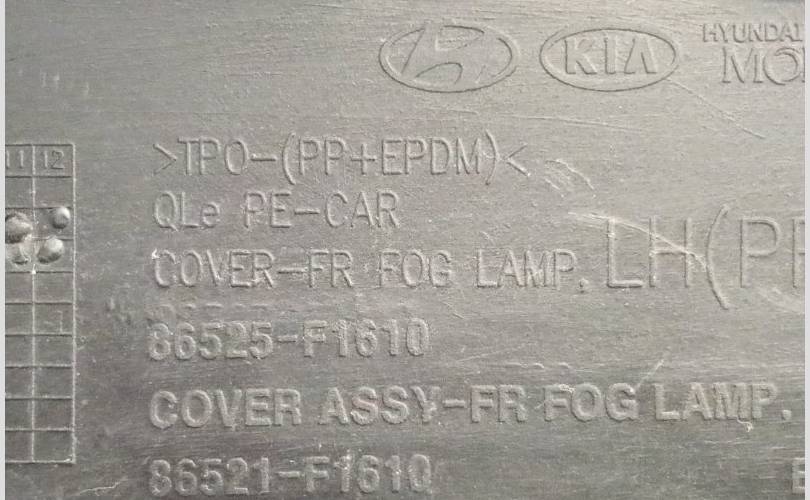 KIA
HYUNDAI
11 12
>TPO-(PP+EPDM)<
QLe PE-CAR
COVER-FR FOG LAMP, LH(P
86525-F1610
COVER ASSY-FR FOG LAMP,
86521-F1610